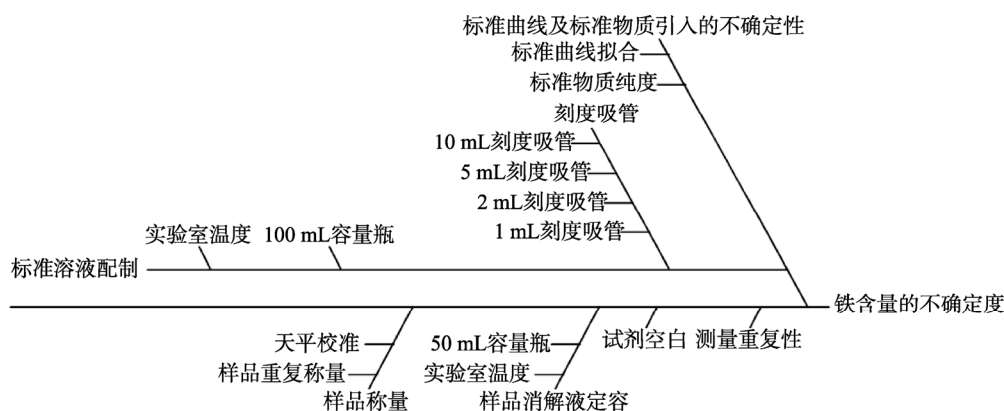 标准曲线及标准物质引入的不确定性
标准曲线拟合
标准物质纯度
刻度吸管
10 mL刻度吸管
5 mL刻度吸管
2 mL刻度吸管
1 mL刻度吸管
实验室温度 100 mL容量瓶
标准溶液配制
铁含量的不确定度
天平校准 50 mL容量瓶 试剂空白 测量重复性
样品重复称量 实验室温度
样品称量 样品消解液定容